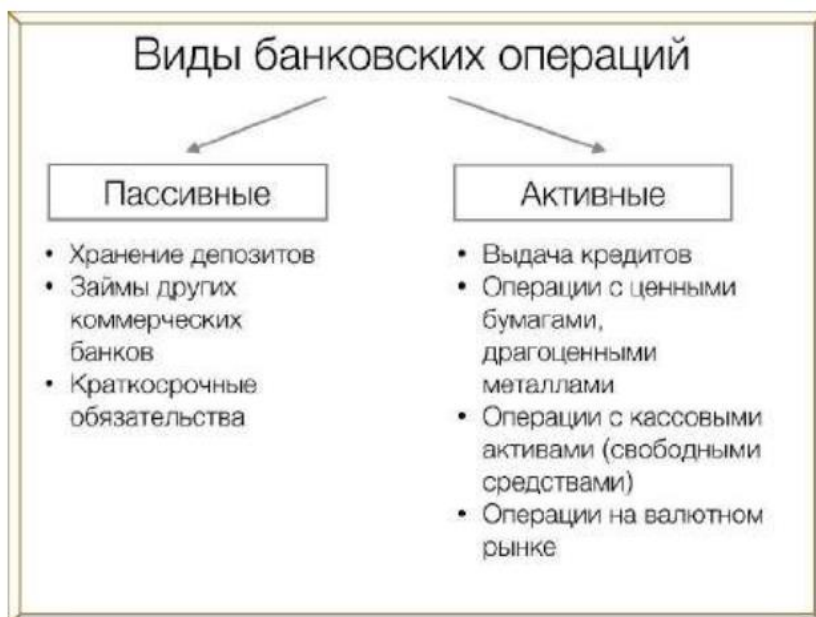 Виды банковских операций
Пассивные
• Хранение депозитов
• Займы других
коммерческих
банков
• Краткосрочные
обязательства
Активные
• Выдача кредитов
• Операции с ценными
бумагами,
драгоценными
металлами
• Операции с кассовыми
активами (свободными
средствами)
• Операции на валютном
рынке